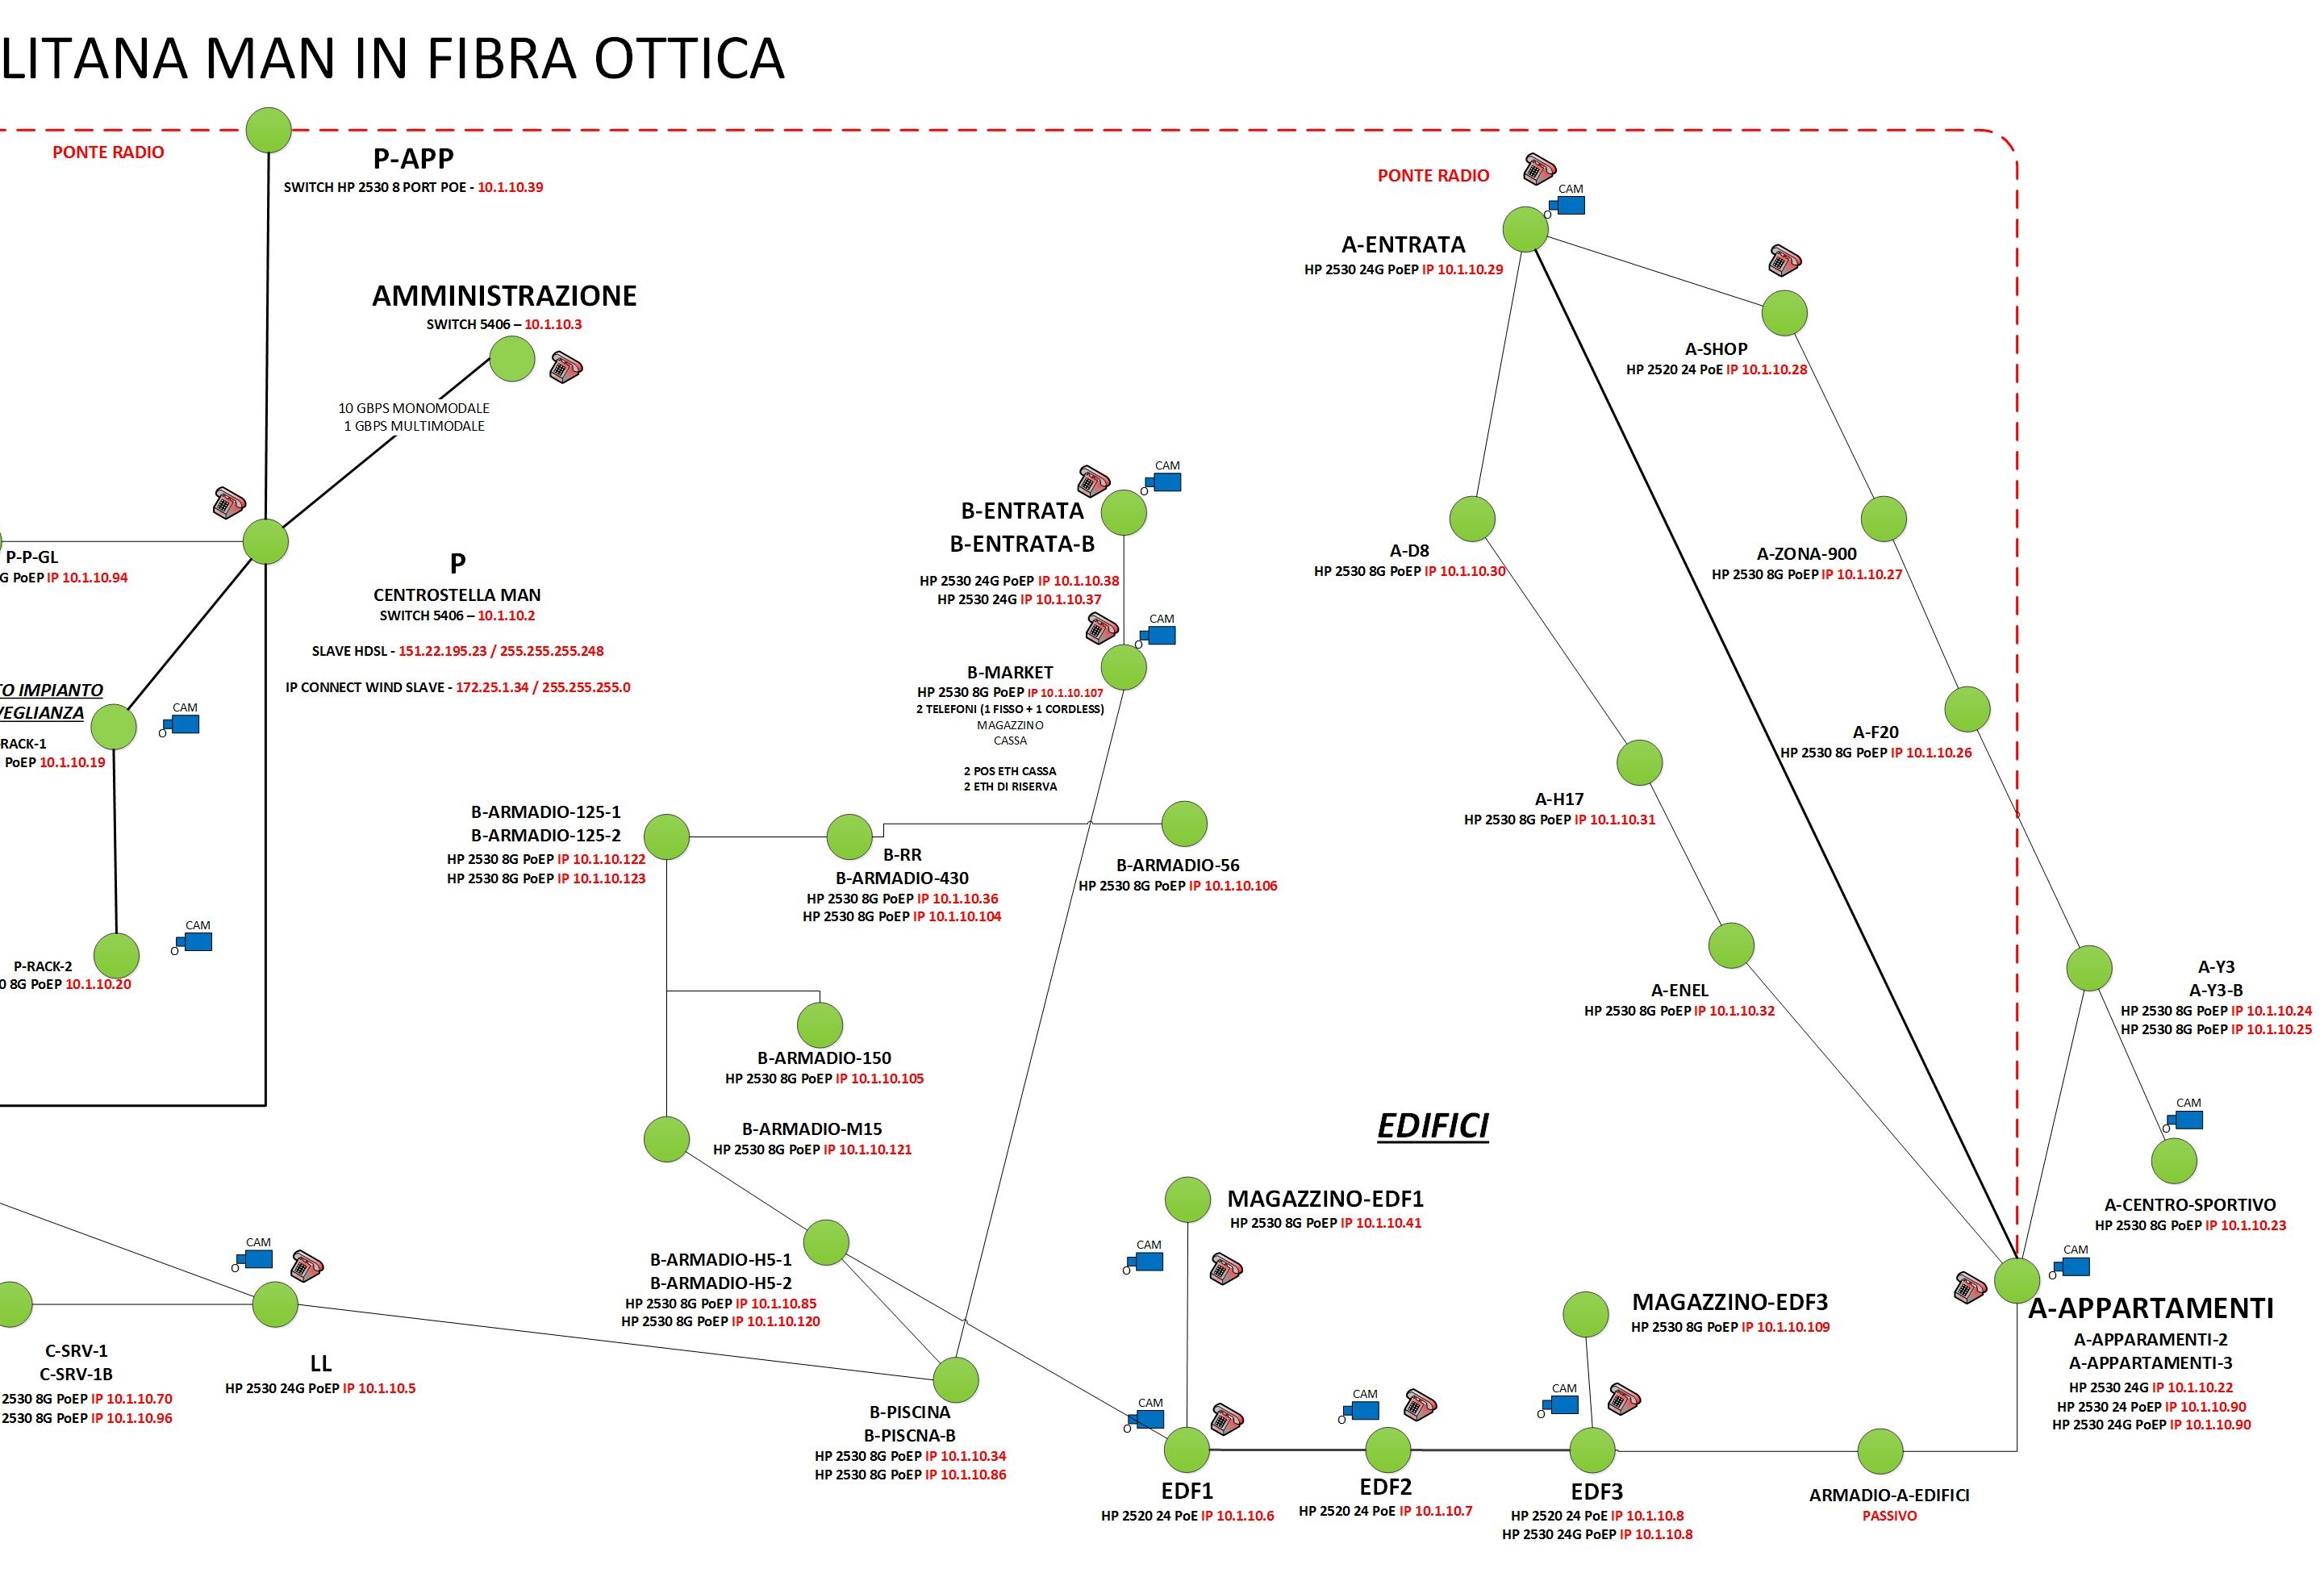 LITANA MAN IN FIBRA OTTICA
PONTE RADIO
P-APP
SWITCH HP 2530 8 PORT POE - 10.1.10.39
AMMINISTRAZIONE
SWITCH 5406 – 10.1.10.3
10 GBPS MONOMODALE
1 GBPS MULTIMODALE
P-P-GL
G PoEP IP 10.1.10.94
P
CENTROSTELLA MAN
SWITCH 5406 – 10.1.10.2
SLAVE HDSL - 151.22.195.23 / 255.255.255.248
IP CONNECT WIND SLAVE - 172.25.1.34 / 255.255.255.0
TO IMPIANTO
VEGLIANZA
CAM
RACK-1
PoEP 10.1.10.19
CAM
P-RACK-2
0 8G PoEP 10.1.10.20
PONTE RADIO
CAM
A-ENTRATA
HP 2530 24G PoEP IP 10.1.10.29
A-SHOP
HP 2520 24 PoE IP 10.1.10.28
CAM
B-ENTRATA
B-ENTRATA-B
HP 2530 24G PoEP IP 10.1.10.38
HP 2530 24G IP 10.1.10.37
CAM
B-MARKET
HP 2530 8G PoEP IP 10.1.10.107
2 TELEFONI (1 FISSO + 1 CORDLESS)
MAGAZZINO
CASSA
2 POS ETH CASSA
2 ETH DI RISERVA
A-D8
HP 2530 8G PoEP IP 10.1.10.30
A-ZONA-900
HP 2530 8G PoEP IP 10.1.10.27
A-F20
HP 2530 8G PoEP IP 10.1.10.26
A-H17
HP 2530 8G PoEP IP 10.1.10.31
B-ARMADIO-125-1
B-ARMADIO-125-2
HP 2530 8G PoEP IP 10.1.10.122
HP 2530 8G PoEP IP 10.1.10.123
B-RR
B-ARMADIO-430
HP 2530 8G PoEP IP 10.1.10.36
HP 2530 8G PoEP IP 10.1.10.104
B-ARMADIO-56
HP 2530 8G PoEP IP 10.1.10.106
A-ENEL
HP 2530 8G PoEP IP 10.1.10.32
A-Y3
A-Y3-B
HP 2530 8G PoEP IP 10.1.10.24
HP 2530 8G PoEP IP 10.1.10.25
B-ARMADIO-150
HP 2530 8G PoEP IP 10.1.10.105
B-ARMADIO-M15
HP 2530 8G PoEP IP 10.1.10.121
EDIFICI
CAM
A-CENTRO-SPORTIVO
HP 2530 8G PoEP IP 10.1.10.23
MAGAZZINO-EDF1
HP 2530 8G PoEP IP 10.1.10.41
CAM
CAM
B-ARMADIO-H5-1
B-ARMADIO-H5-2
HP 2530 8G PoEP IP 10.1.10.85
HP 2530 8G PoEP IP 10.1.10.120
MAGAZZINO-EDF3
HP 2530 8G PoEP IP 10.1.10.109
CAM
A-APPARTAMENTI
A-APPARAMENTI-2
A-APPARTAMENTI-3
HP 2530 24G IP 10.1.10.22
HP 2530 24 PoEP IP 10.1.10.90
HP 2530 24G PoEP IP 10.1.10.90
C-SRV-1
C-SRV-1B
2530 8G PoEP IP 10.1.10.70
2530 8G PoEP IP 10.1.10.96
LL
HP 2530 24G PoEP IP 10.1.10.5
B-PISCINA
B-PISCNA-B
HP 2530 8G PoEP IP 10.1.10.34
HP 2530 8G PoEP IP 10.1.10.86
CAM
EDF1
HP 2520 24 PoE IP 10.1.10.6
CAM
EDF2
HP 2520 24 PoE IP 10.1.10.7
CAM
EDF3
HP 2520 24 PoE IP 10.1.10.8
HP 2530 24G PoEP IP 10.1.10.8
ARMADIO-A-EDIFICI
PASSIVO